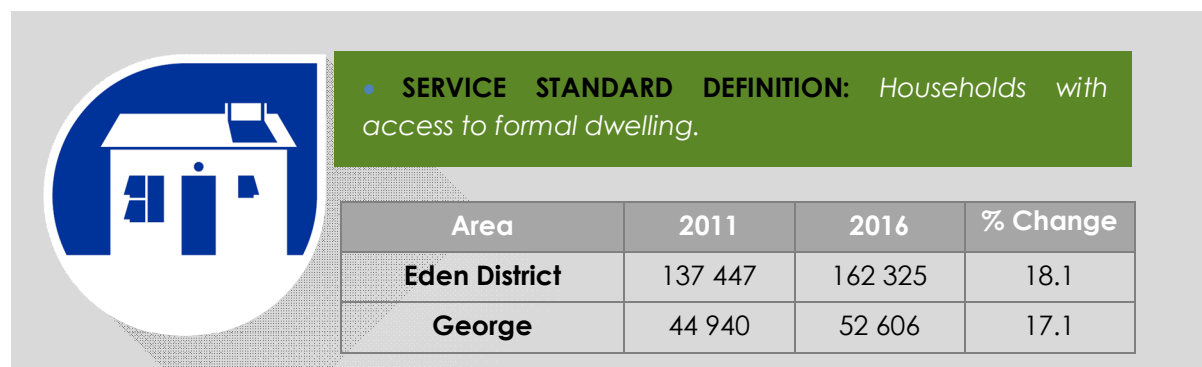 • SERVICE STANDARD DEFINITION: Households with
access to formal dwelling.
Area 2011 2016 % Change
Eden District 137 447 162 325 18.1
George 44 940 52 606 17.1